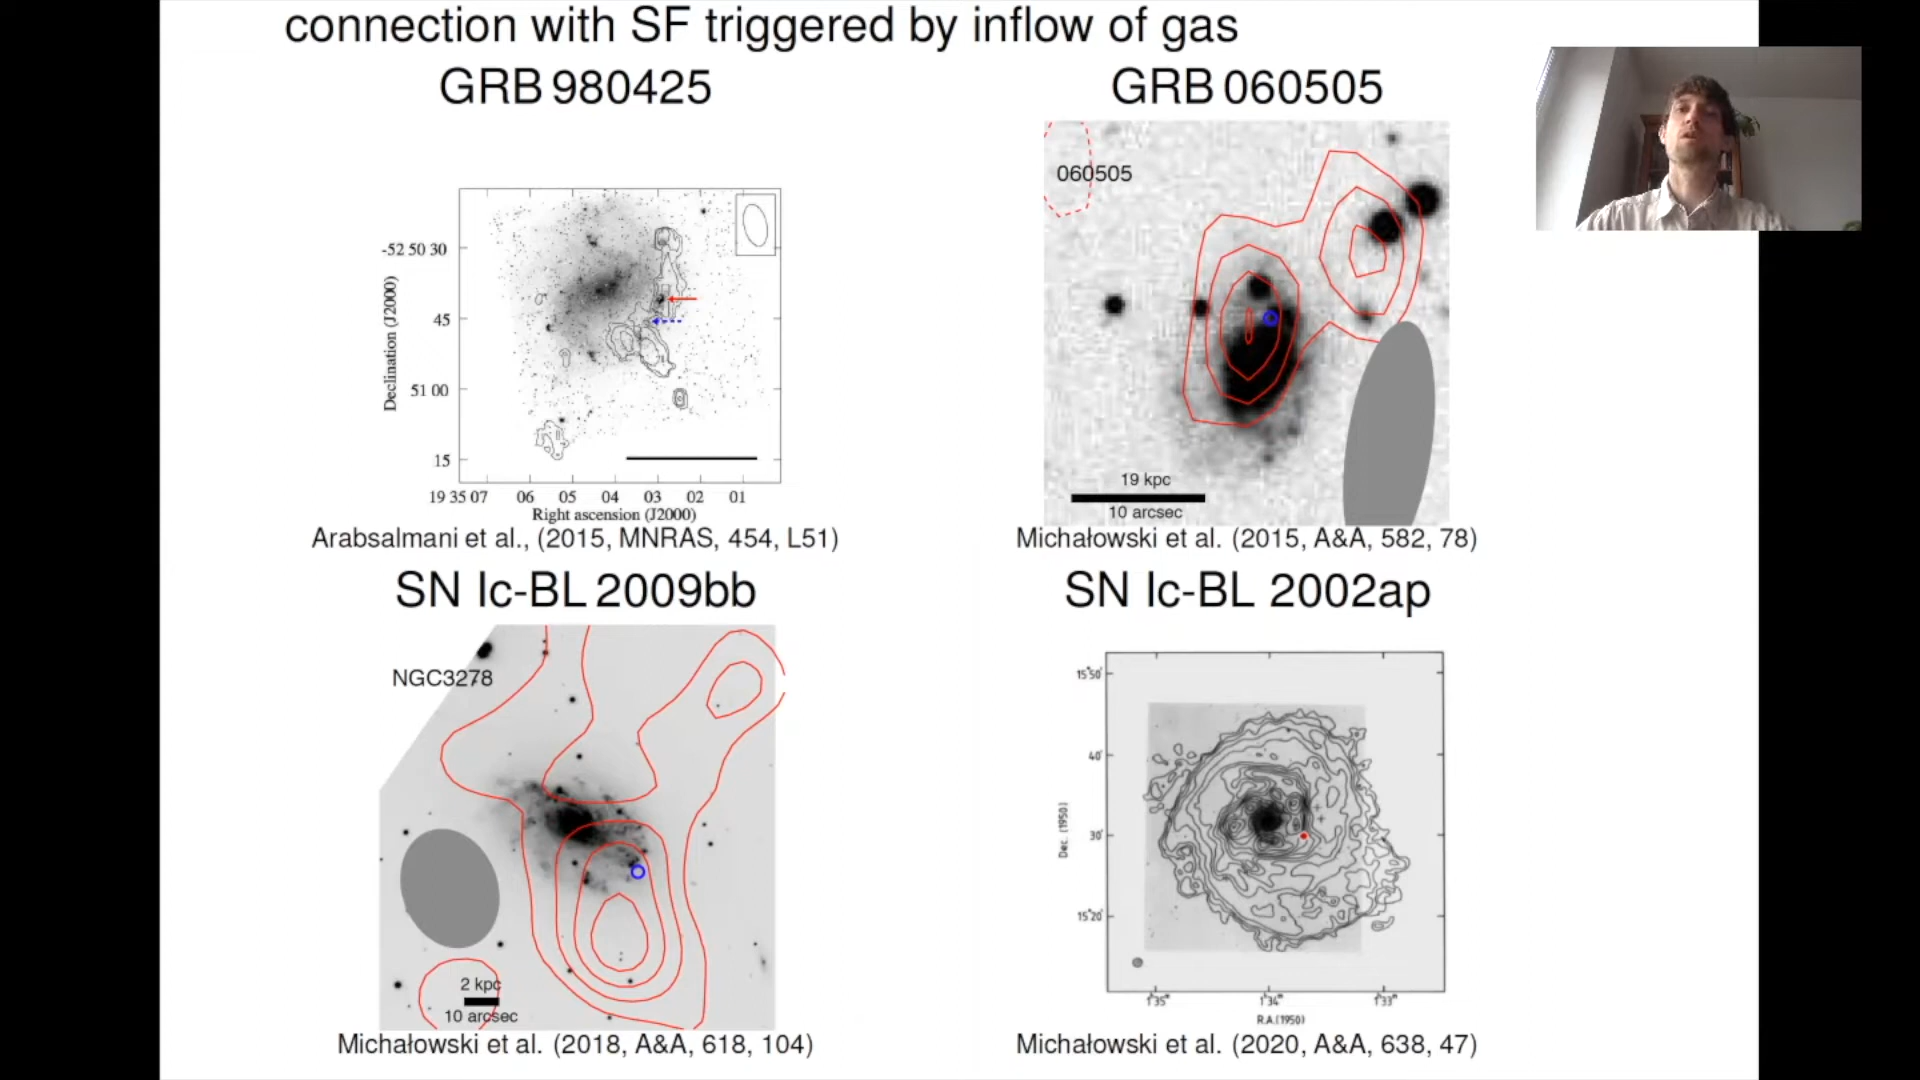 connection with SF triggered by inflow of gas
GRB 980425
GRB 060505
-52 50 30
45
51 00
15
Declination (J2000)
19 35 07 06 05 04 03 02 01
Right ascension (J2000)
Arabsalmani et al., (2015, MNRAS, 454, L51)
060505
19 kpc
10 arcsec
Michałowski et al. (2015, A&A, 582, 78)
SN Ic-BL 2009bb
SN Ic-BL 2002ap
NGC3278
2 kpc
10 arcsec
Michałowski et al. (2018, A&A, 618, 104)
15°50'
40'
30'
15°20'
Dec. (1950)
1ʰ35ᵐ 1ʰ34ᵐ 1ʰ33ᵐ
R.A.(1950)
Michałowski et al. (2020, A&A, 638, 47)